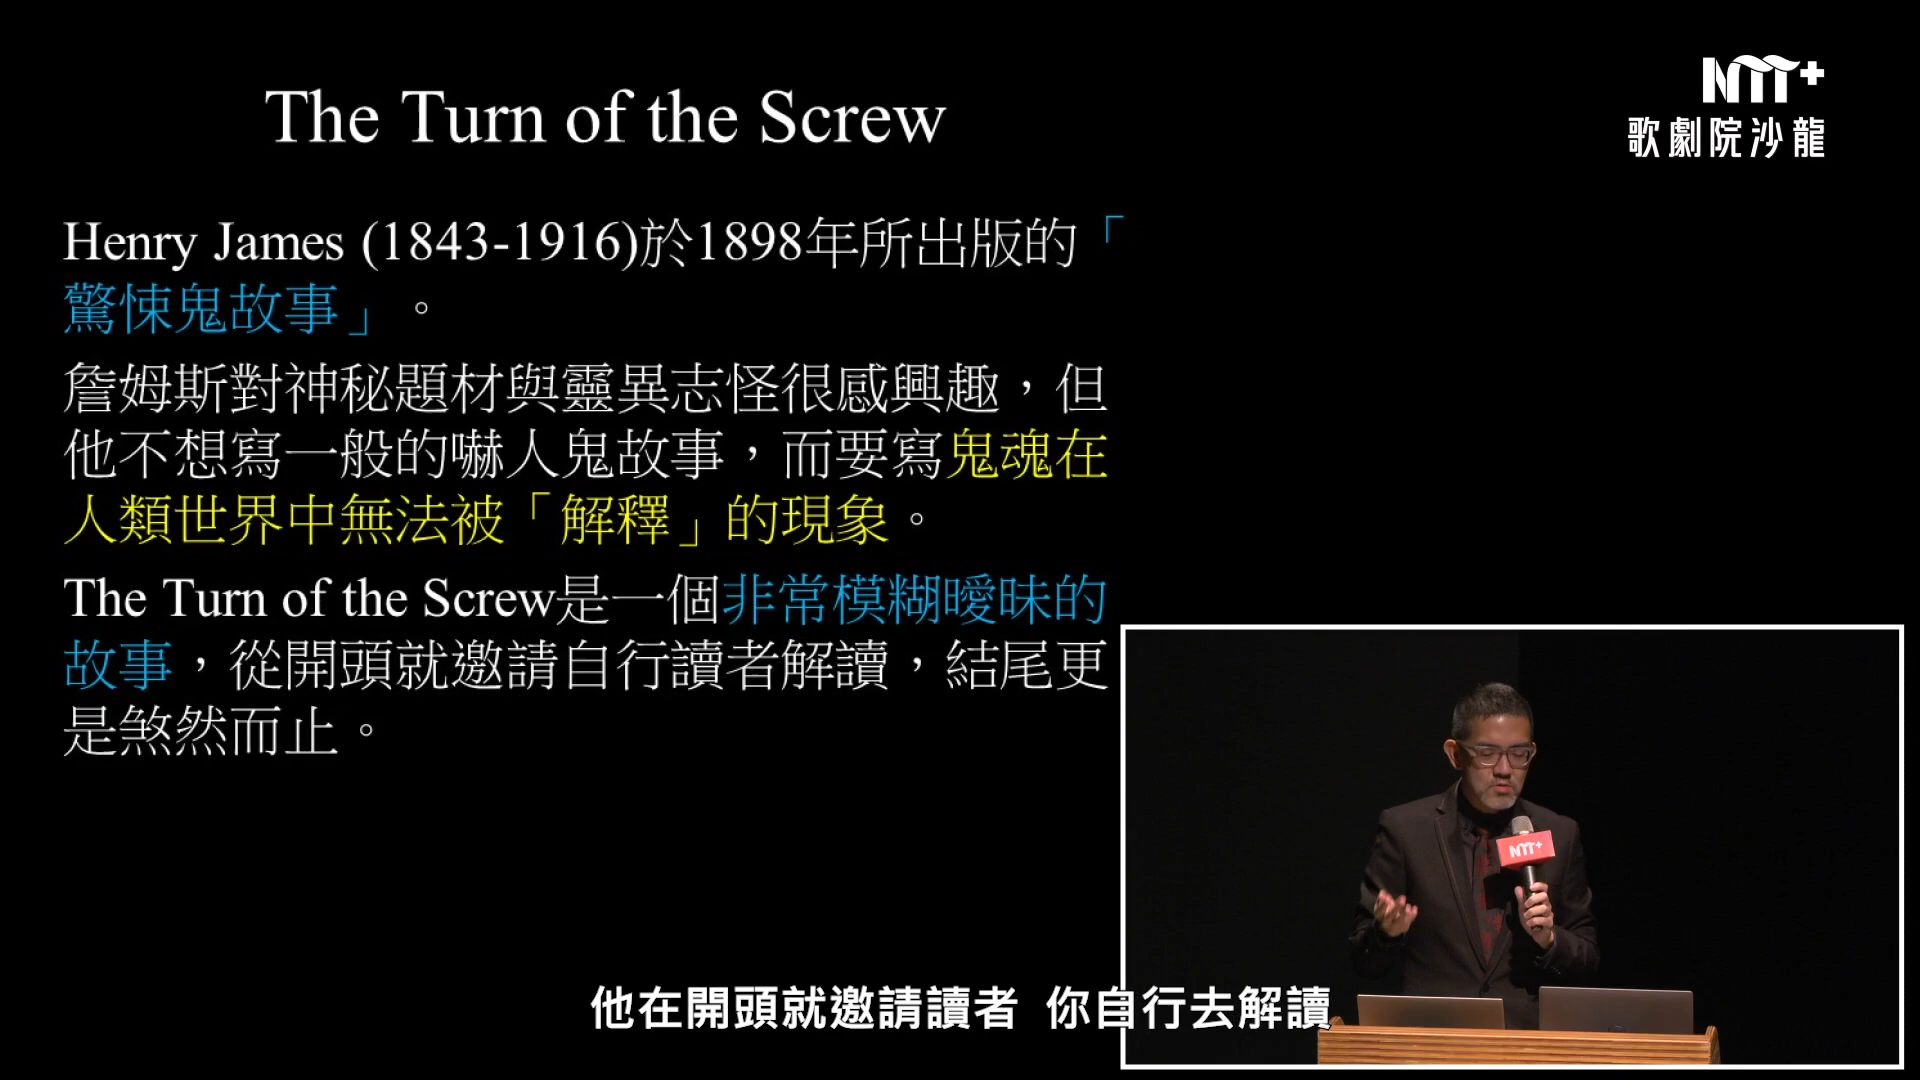 The Turn of the Screw
NTT+
歌劇院沙龍
Henry James (1843-1916)於1898年所出版的「
驚悚鬼故事」。
詹姆斯對神秘題材與靈異志怪很感興趣，但
他不想寫一般的嚇人鬼故事，而要寫鬼魂在
人類世界中無法被「解釋」的現象。
The Turn of the Screw是一個非常模糊曖昧的
故事，從開頭就邀請自行讀者解讀，結尾更
是煞然而止。
NTT+
他在開頭就邀請讀者 你自行去解讀